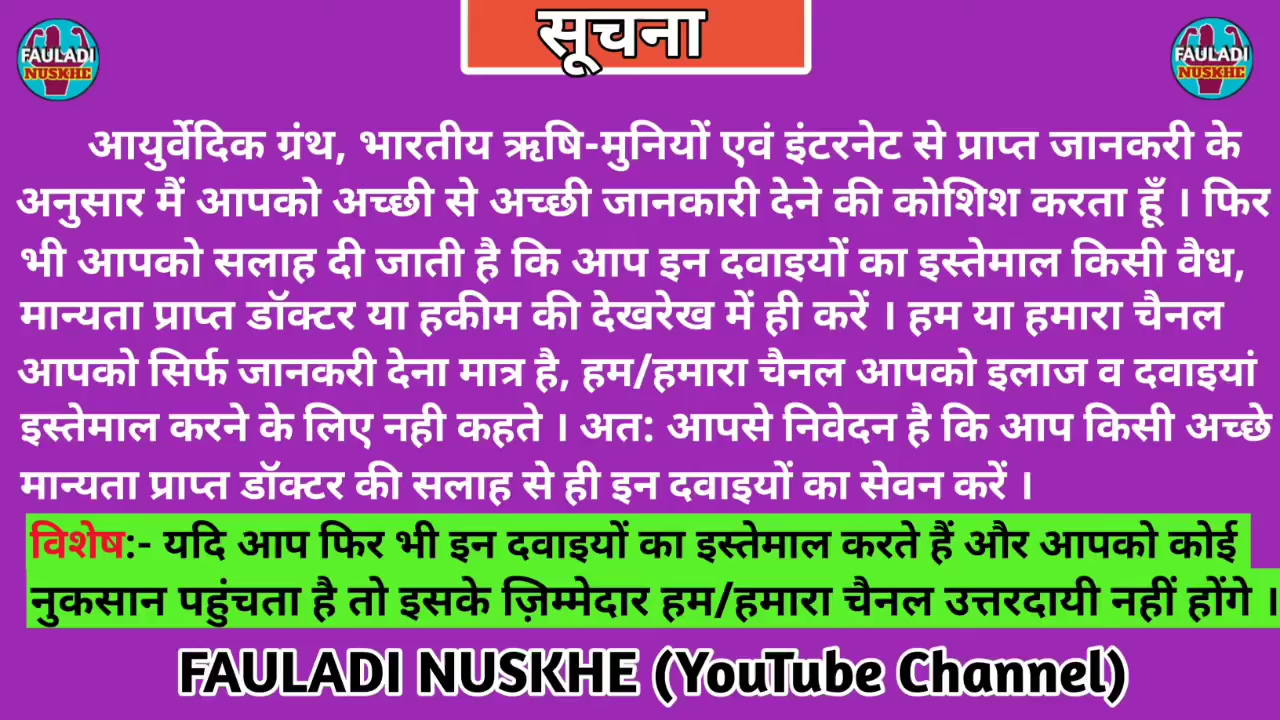 सूचना
FAULADI
NUSKHE
FAULADI
NUSKHE
आयुर्वेदिक ग्रंथ, भारतीय ऋषि-मुनियों एवं इंटरनेट से प्राप्त जानकरी के
अनुसार मैं आपको अच्छी से अच्छी जानकारी देने की कोशिश करता हूँ । फिर
भी आपको सलाह दी जाती है कि आप इन दवाइयों का इस्तेमाल किसी वैध,
मान्यता प्राप्त डॉक्टर या हकीम की देखरेख में ही करें । हम या हमारा चैनल
आपको सिर्फ जानकरी देना मात्र है, हम/हमारा चैनल आपको इलाज व दवाइयां
इस्तेमाल करने के लिए नही कहते । अत: आपसे निवेदन है कि आप किसी अच्छे
मान्यता प्राप्त डॉक्टर की सलाह से ही इन दवाइयों का सेवन करें ।
विशेष:- यदि आप फिर भी इन दवाइयों का इस्तेमाल करते हैं और आपको कोई
नुकसान पहुंचता है तो इसके ज़िम्मेदार हम/हमारा चैनल उत्तरदायी नहीं होंगे ।
FAULADI NUSKHE (YouTube Channel)